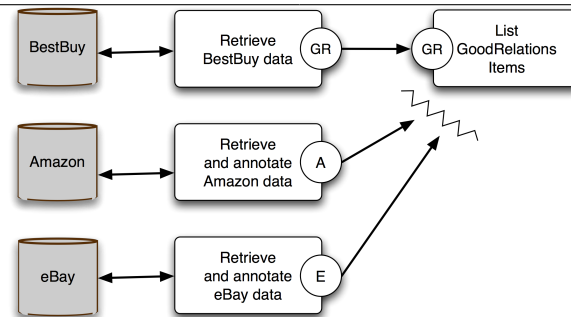 BestBuy
Retrieve
BestBuy data
GR
GR
List
GoodRelations
Items
Amazon
Retrieve
and annotate
Amazon data
A
eBay
Retrieve
and annotate
eBay data
E